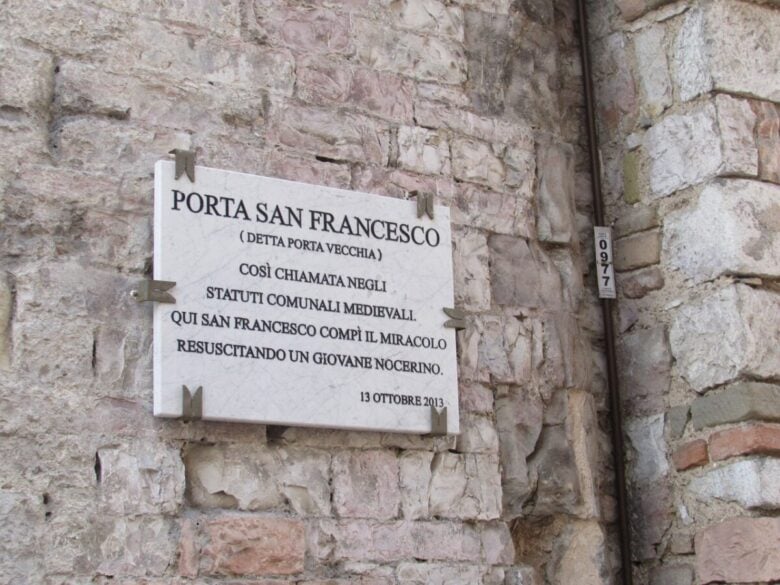 PORTA SAN FRANCESCO
( DETTA PORTA VECCHIA )
COSÌ CHIAMATA NEGLI
STATUTI COMUNALI MEDIEVALI.
QUI SAN FRANCESCO COMPÌ IL MIRACOLO
RESUSCITANDO UN GIOVANE NOCERINO.
13 OTTOBRE 2013
0977